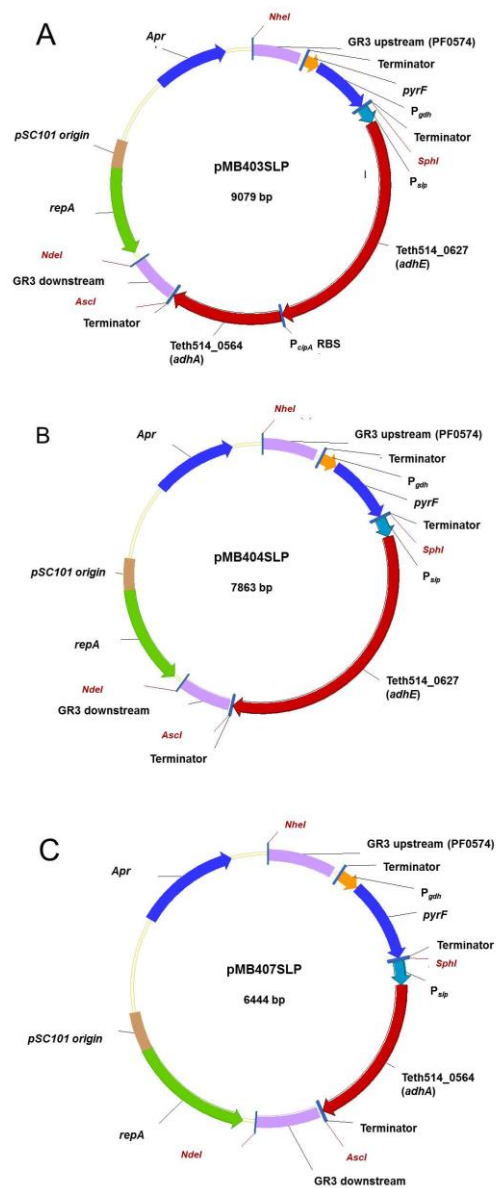 A
NheI
Apr
GR3 upstream (PF0574)
Terminator
pyrF
Pgdh
Terminator
SphI
Pslp
pSC101 origin
pMB403SLP
9079 bp
repA
Teth514_0627
(adhE)
NdeI
GR3 downstream
AscI
Terminator
Teth514_0564
(adhA)
PcipA RBS
B
NheI
Apr
GR3 upstream (PF0574)
Terminator
Pgdh
pyrF
Terminator
SphI
Pslp
pMB404SLP
7863 bp
pSC101 origin
repA
Teth514_0627
(adhE)
NdeI
GR3 downstream
AscI
Terminator
C
NheI
GR3 upstream (PF0574)
Apr
Terminator
Pgdh
pyrF
Terminator
SphI
Pslp
pMB407SLP
6444 bp
pSC101 origin
Teth514_0564
(adhA)
Terminator
repA
NdeI
AscI
GR3 downstream